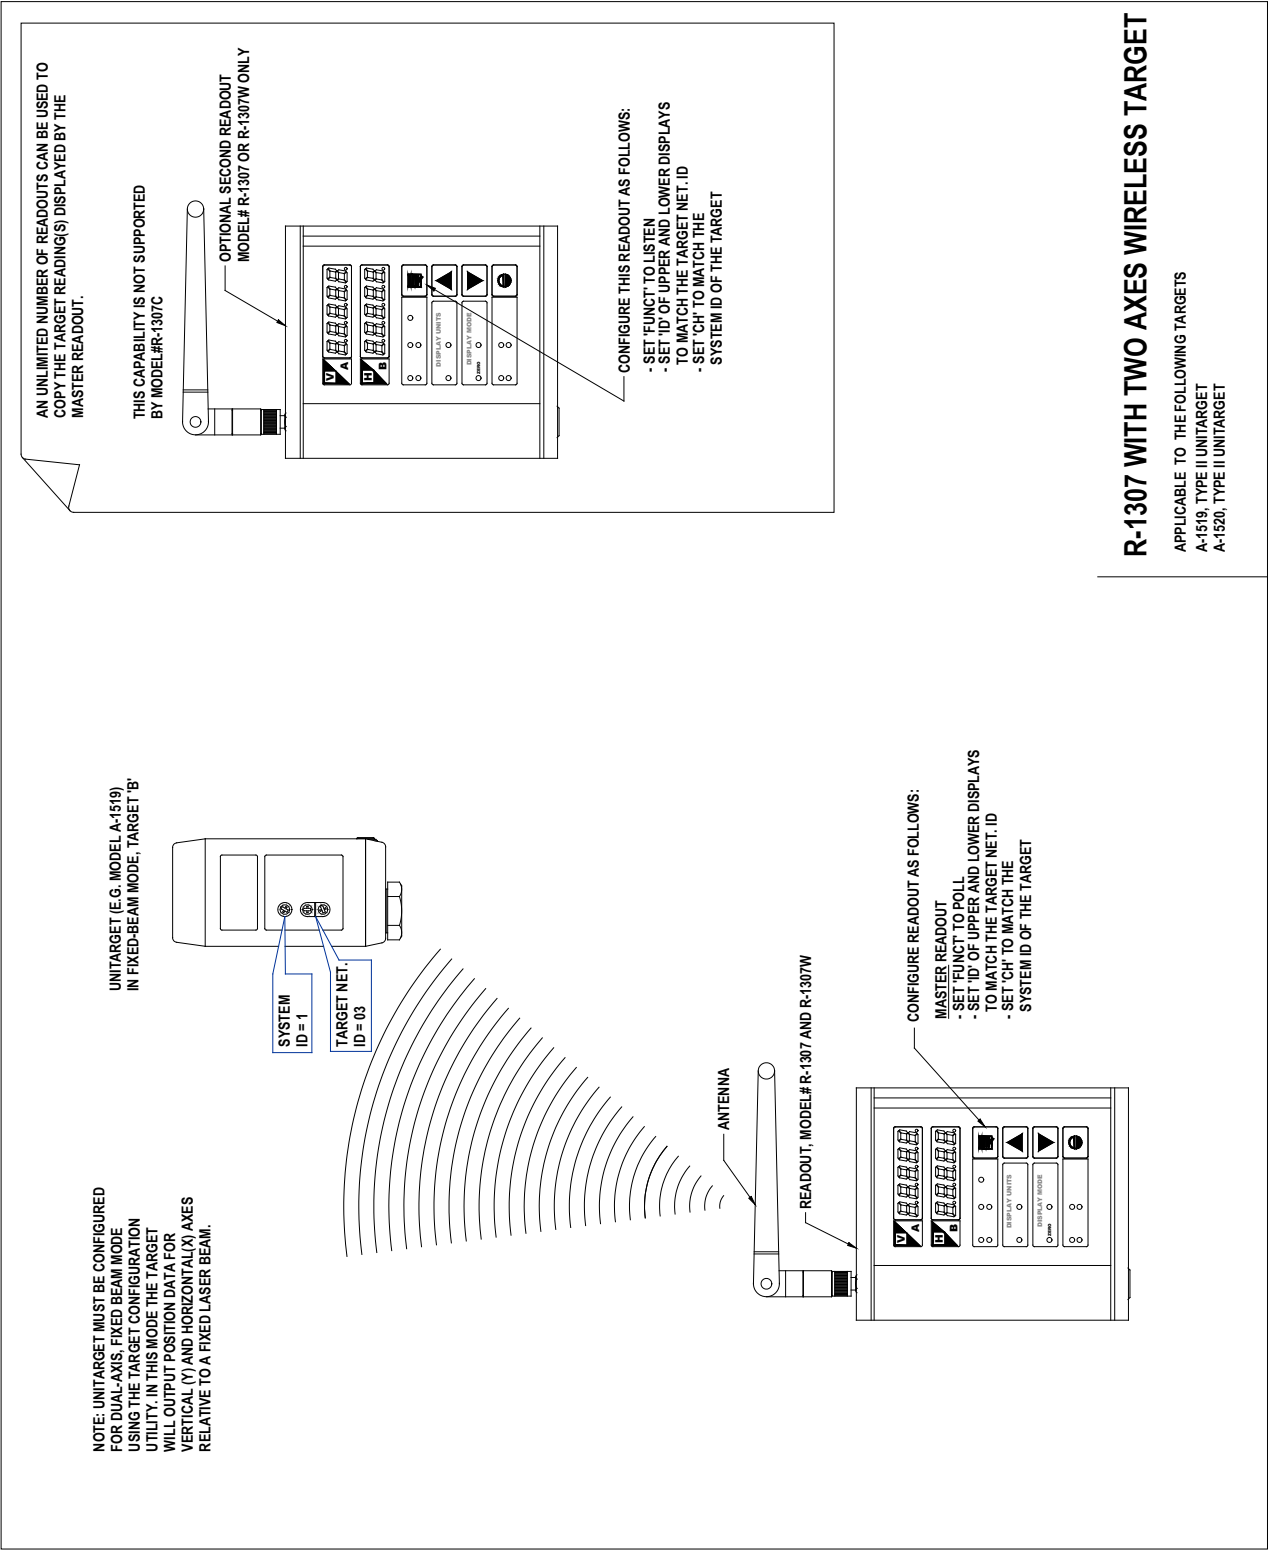 NOTE: UNITARGET MUST BE CONFIGURED
FOR DUAL-AXIS, FIXED BEAM MODE
USING THE TARGET CONFIGURATION
UTILITY. IN THIS MODE THE TARGET
WILL OUTPUT POSITION DATA FOR
VERTICAL (Y) AND HORIZONTAL(X) AXES
RELATIVE TO A FIXED LASER BEAM.
UNITARGET (E.G. MODEL A-1519)
IN FIXED-BEAM MODE, TARGET 'B'
SYSTEM
ID = 1
TARGET NET.
ID = 03
ANTENNA
READOUT, MODEL# R-1307 AND R-1307W
V
A
H
B
DISPLAY UNITS
DISPLAY MODE
ZERO
CONFIGURE READOUT AS FOLLOWS:
MASTER READOUT
- SET 'FUNCT' TO POLL
- SET 'ID' OF UPPER AND LOWER DISPLAYS
TO MATCH THE TARGET NET. ID
- SET 'CH' TO MATCH THE
SYSTEM ID OF THE TARGET
AN UNLIMITED NUMBER OF READOUTS CAN BE USED TO
COPY THE TARGET READING(S) DISPLAYED BY THE
MASTER READOUT.
THIS CAPABILITY IS NOT SUPPORTED
BY MODEL#R-1307C
OPTIONAL SECOND READOUT
MODEL# R-1307 OR R-1307W ONLY
V
A
H
B
DISPLAY UNITS
DISPLAY MODE
ZERO
CONFIGURE THIS READOUT AS FOLLOWS:
- SET 'FUNCT' TO LISTEN
- SET 'ID' OF UPPER AND LOWER DISPLAYS
TO MATCH THE TARGET NET. ID
- SET 'CH' TO MATCH THE
SYSTEM ID OF THE TARGET
R-1307 WITH TWO AXES WIRELESS TARGET
APPLICABLE TO THE FOLLOWING TARGETS
A-1519, TYPE II UNITARGET
A-1520, TYPE II UNITARGET